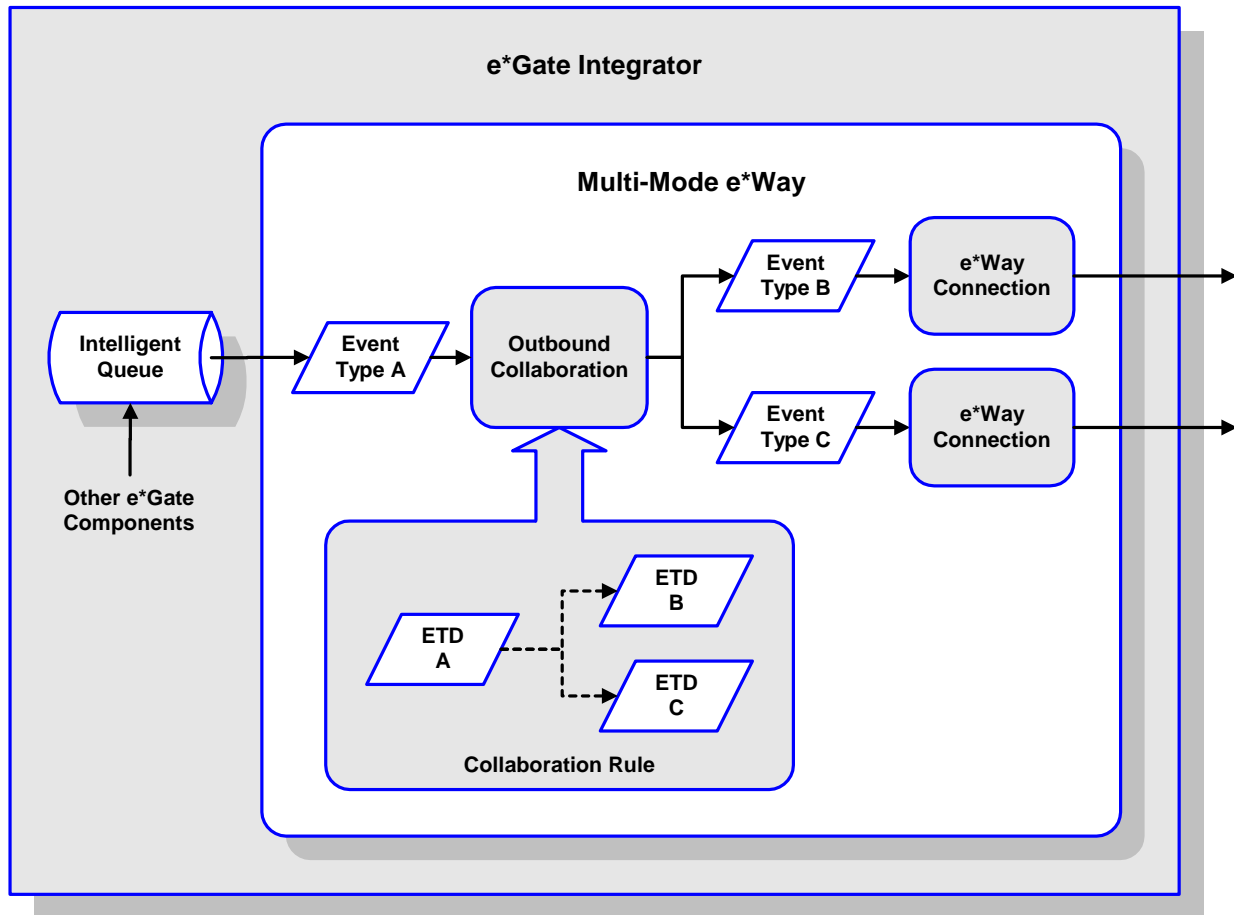 e*Gate Integrator
Multi-Mode e*Way
Event
Type B
e*Way
Connection
Intelligent
Queue
Event
Type A
Outbound
Collaboration
Event
Type C
e*Way
Connection
Other e*Gate
Components
ETD
B
ETD
A
ETD
C
Collaboration Rule